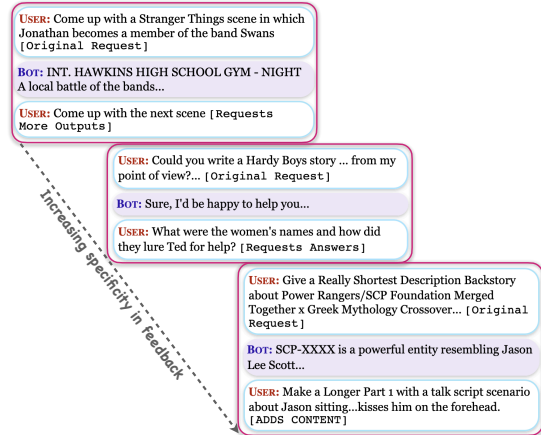 USER: Come up with a Stranger Things scene in which
Jonathan becomes a member of the band Swans
[Original Request]
BOT: INT. HAWKINS HIGH SCHOOL GYM - NIGHT
A local battle of the bands...
USER: Come up with the next scene [Requests
More Outputs]
USER: Could you write a Hardy Boys story ... from my
point of view?... [Original Request]
BOT: Sure, I'd be happy to help you...
USER: What were the women's names and how did
they lure Ted for help? [Requests Answers]
Increasing specificity in feedback
USER: Give a Really Shortest Description Backstory
about Power Rangers/SCP Foundation Merged
Together x Greek Mythology Crossover... [Original
Request]
BOT: SCP-XXXX is a powerful entity resembling Jason
Lee Scott...
USER: Make a Longer Part 1 with a talk script scenario
about Jason sitting...kisses him on the forehead.
[ADDS CONTENT]